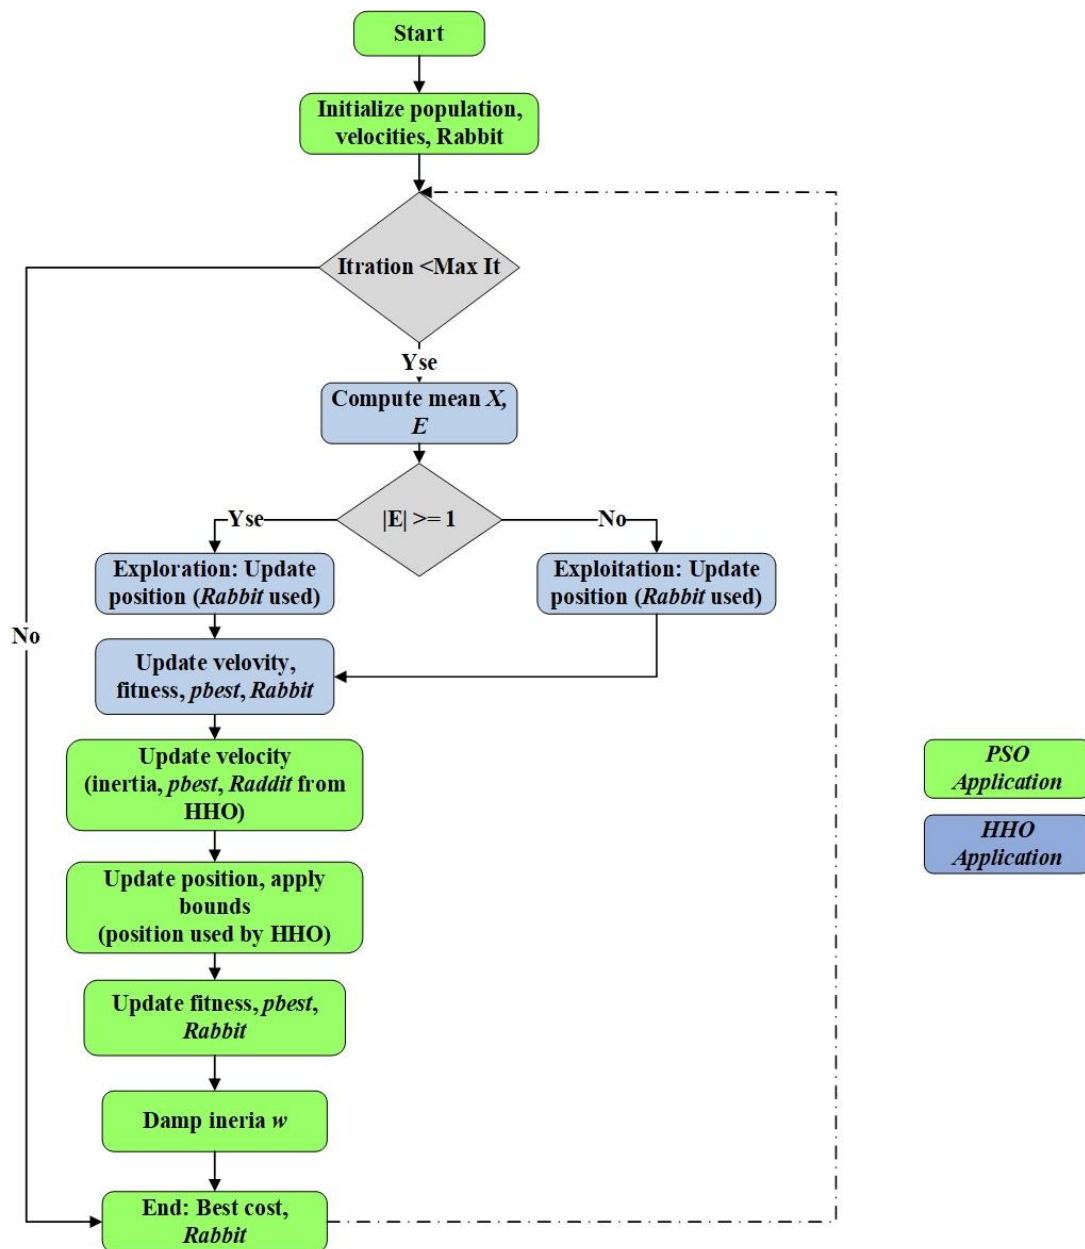 Start
Initialize population,
velocities, Rabbit
Itration <Max It
Yse
Compute mean X,
E
|E| >= 1
Yse
No
Exploration: Update
position (Rabbit used)
Exploitation: Update
position (Rabbit used)
No
Update velovity,
fitness, pbest, Rabbit
Update velocity
(inertia, pbest, Raddit from
HHO)
PSO
Application
HHO
Application
Update position, apply
bounds
(position used by HHO)
Update fitness, pbest,
Rabbit
Damp ineria w
End: Best cost,
Rabbit